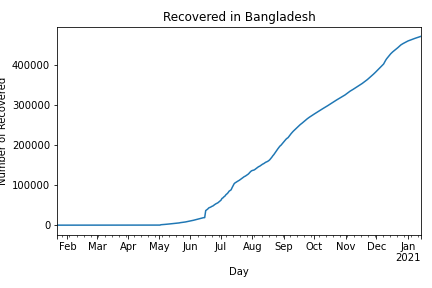 Recovered in Bangladesh
Number of Recovered
400000
300000
200000
100000
0
Feb Mar Apr May Jun Jul Aug Sep Oct Nov Dec Jan
2021
Day